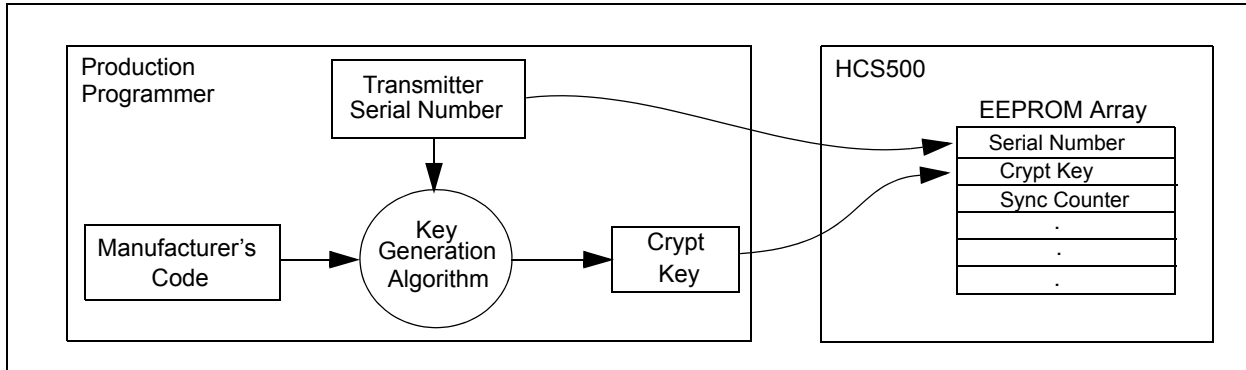 Production
Programmer
Transmitter
Serial Number
Manufacturer's
Code
Key
Generation
Algorithm
Crypt
Key
HCS500
EEPROM Array
Serial Number
Crypt Key
Sync Counter
.
.
.